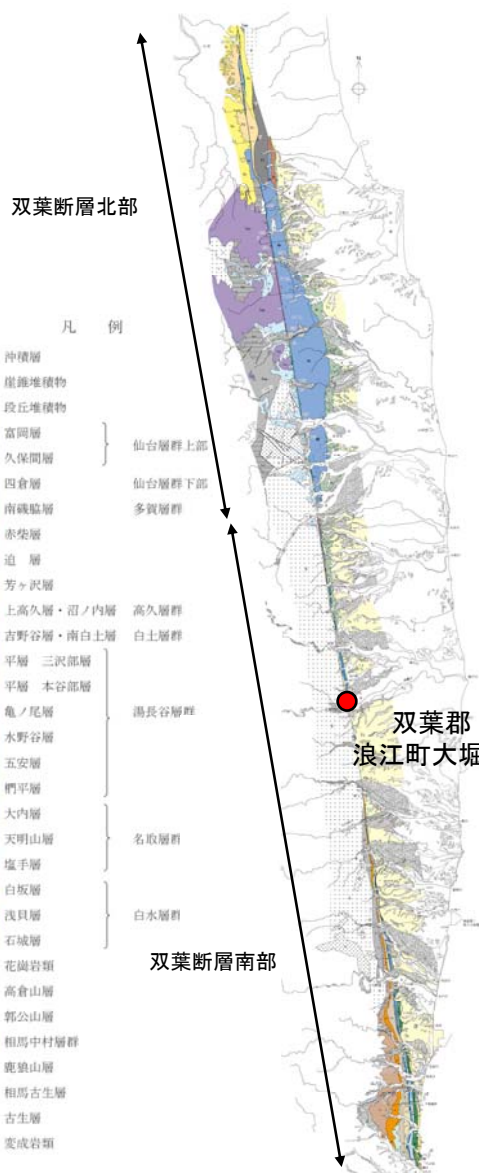 双葉断層北部
凡 例
沖積層
崖錐堆積物
段丘堆積物
富岡層
久保間層
仙台層群上部
四倉層 仙台層群下部
南磯脇層 多賀層群
赤柴層
迫 層
芳ヶ沢層
上高久層・沼ノ内層 高久層群
吉野谷層・南白土層 白土層群
平層 三沢部層
平層 本谷部層
亀ノ尾層 湯長谷層群
水野谷層
五安層
椚平層
大内層
天明山層 名取層群
塩手層
白坂層
浅貝層 白水層群
石城層
花崗岩類
高倉山層
郭公山層
相馬中村層群
鹿狼山層
相馬古生層
古生層
変成岩類
双葉郡
浪江町大堀
双葉断層南部